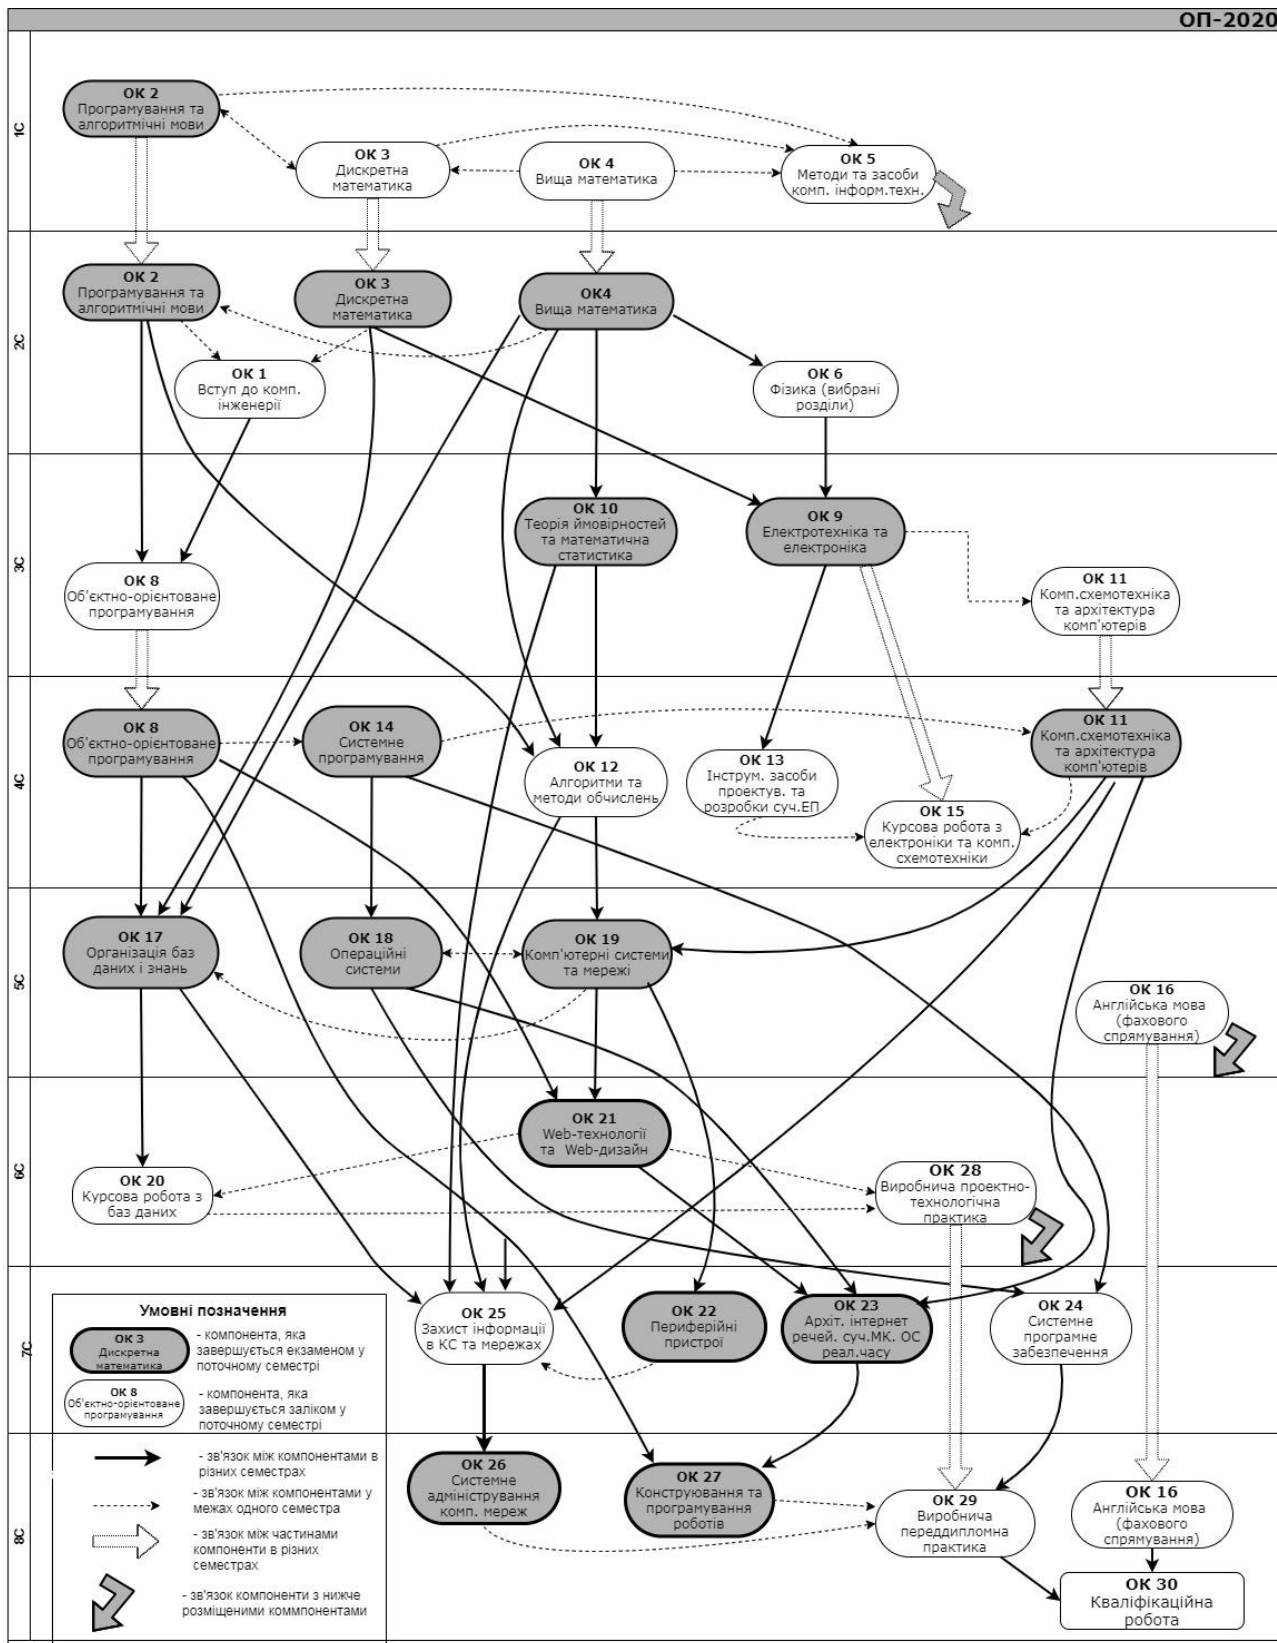 ОП-2020
1С
ОК 2
Програмування та
алгоритмічні мови
ОК 3
Дискретна
математика
ОК 4
Вища математика
ОК 5
Методи та засоби
комп. інформ.техн.
2С
ОК 2
Програмування та
алгоритмічні мови
ОК 3
Дискретна
математика
ОК4
Вища математика
ОК 1
Вступ до комп.
інженерії
ОК 6
Фізика (вибрані
розділи)
3С
ОК 10
Теорія ймовірностей
та математична
статистика
ОК 9
Електротехніка та
електроніка
ОК 8
Об'єктно-орієнтоване
програмування
ОК 11
Комп.схемотехніка
та архітектура
комп'ютерів
4С
ОК 8
Об'єктно-орієнтоване
програмування
ОК 14
Системне
програмування
ОК 12
Алгоритми та
методи обчислень
ОК 13
Інструм. засоби
проектув. та
розробки суч.ЕП
ОК 11
Комп.схемотехніка
та архітектура
комп'ютерів
ОК 15
Курсова робота з
електроніки та комп.
схемотехніки
5С
ОК 17
Організація баз
даних і знань
ОК 18
Операційні
системи
ОК 19
Комп'ютерні системи
та мережі
ОК 16
Англійська мова
(фахового
спрямування)
6С
ОК 21
Web-технології
та Web-дизайн
ОК 20
Курсова робота з
баз даних
ОК 28
Виробнича проектно-
технологічна
практика
7С
ОК 25
Захист інформації
в КС та мережах
ОК 22
Периферійні
пристрої
ОК 23
Архіт. інтернет
речей. суч.МК. ОС
реал.часу
ОК 24
Системне
програмне
забезпечення
Умовні позначення
ОК 3
Дискретна
математика
- компонента, яка
завершується екзаменом у
поточному семестрі
ОК 8
Об'єктно-орієнтоване
програмування
- компонента, яка
завершується заліком у
поточному семестрі
- зв'язок між компонентами в
різних семестрах
- зв'язок між компонентами у
межах одного семестра
- зв'язок між частинами
компоненти в різних
семестрах
- зв'язок компоненти з нижче
розміщеними коммпонентами
8С
ОК 26
Системне
адміністрування
комп. мереж
ОК 27
Конструювання та
програмування
роботів
ОК 29
Виробнича
переддипломна
практика
ОК 16
Англійська мова
(фахового
спрямування)
ОК 30
Кваліфікаційна
робота